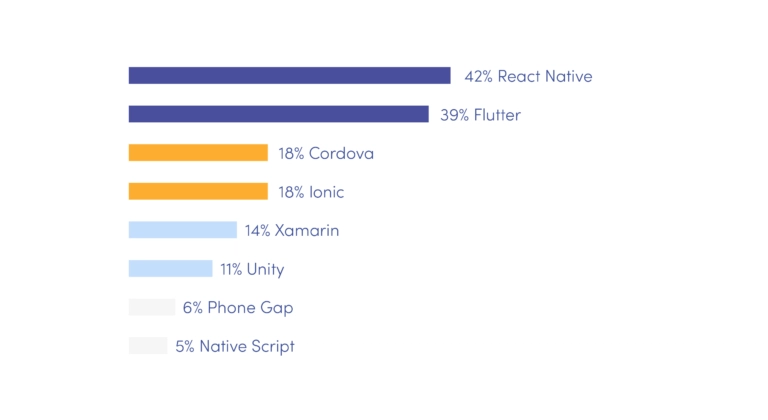 42% React Native
39% Flutter
18% Cordova
18% Ionic
14% Xamarin
11% Unity
6% Phone Gap
5% Native Script